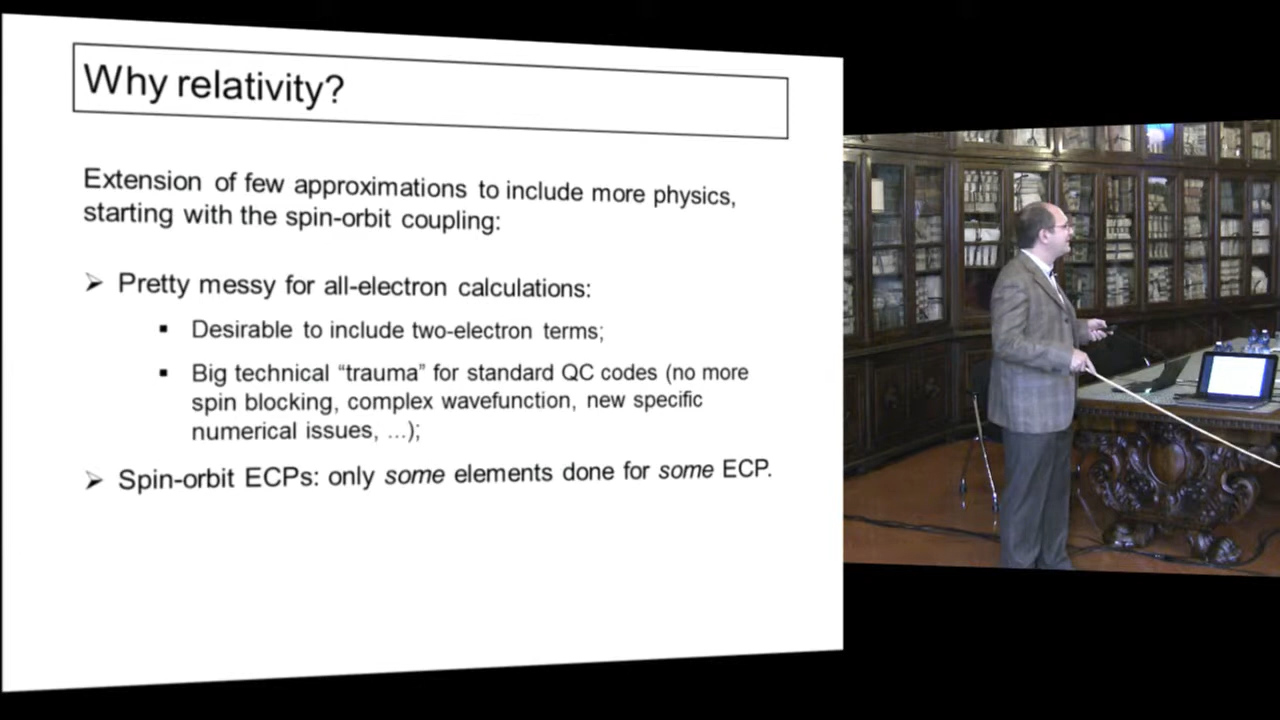 Why relativity?
Extension of few approximations to include more physics,
starting with the spin-orbit coupling:
➢ Pretty messy for all-electron calculations:
▪ Desirable to include two-electron terms;
▪ Big technical “trauma” for standard QC codes (no more
spin blocking, complex wavefunction, new specific
numerical issues, ...);
➢ Spin-orbit ECPs: only some elements done for some ECP.